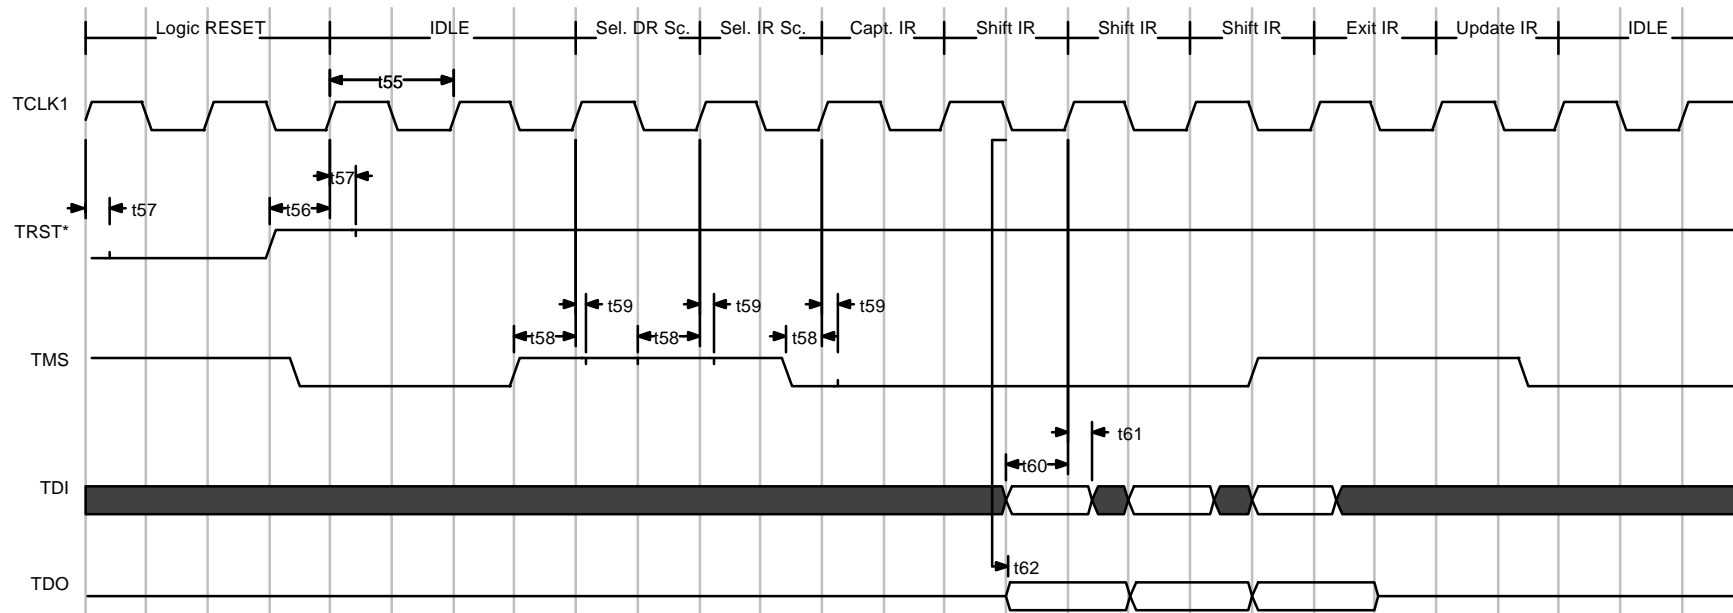 Logic RESET IDLE Sel. DR Sc. Sel. IR Sc. Capt. IR Shift IR Shift IR Shift IR Exit IR Update IR IDLE
t55
TCLK1
t57
t57 t56
TRST*
t59 t59 t59
t58 t58 t58
TMS
t61
t60
TDI
t62
TDO